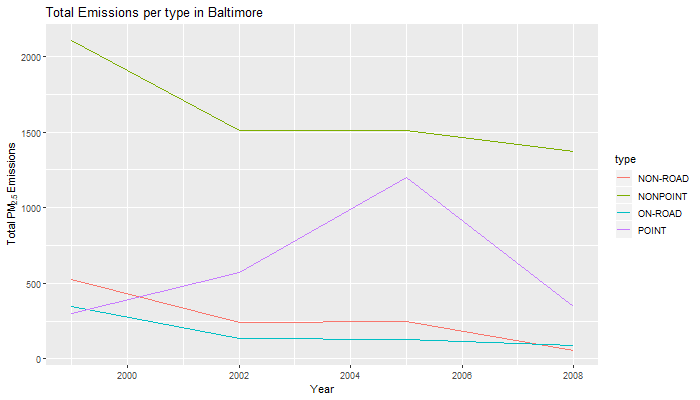 Total Emissions per type in Baltimore
Total PM2.5 Emissions
2000
1500
1000
500
0
2000
2002
2004
2006
2008
Year
type
NON-ROAD
NONPOINT
ON-ROAD
POINT